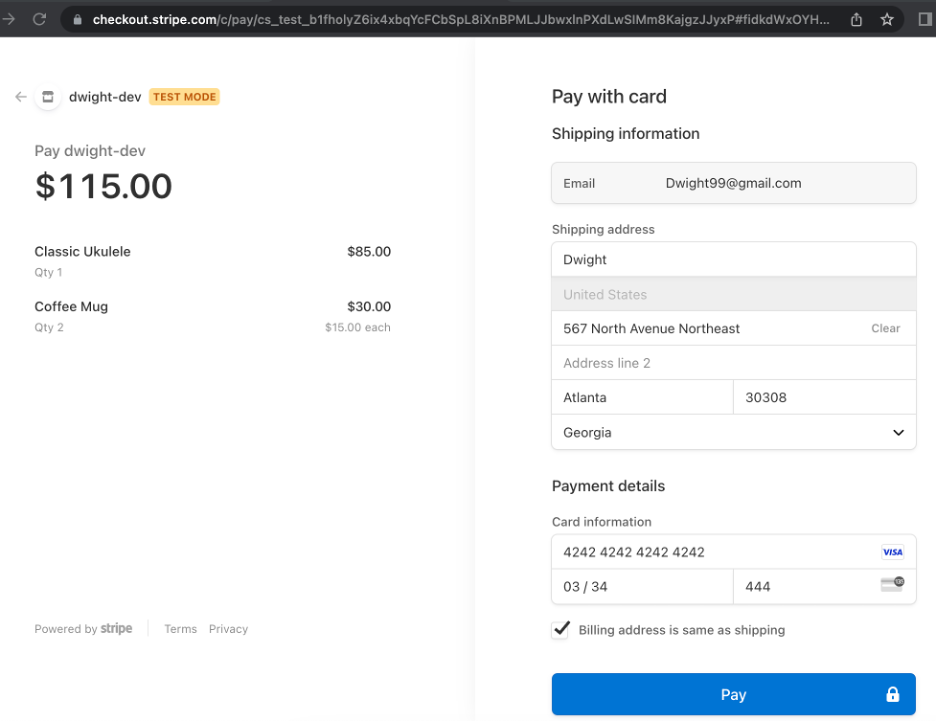 checkout.stripe.com/c/pay/cs_test_b1fholyZ6ix4xbqYcFCbSpL8iXnBPMLJJbwxInPXdLwSlMm8KajgzJJyxP#fidkdWxOYH...
dwight-dev TEST MODE
Pay dwight-dev
$115.00
Classic Ukulele $85.00
Qty 1
Coffee Mug $30.00
Qty 2 $15.00 each
Powered by stripe Terms Privacy
Pay with card
Shipping information
Email Dwight99@gmail.com
Shipping address
Dwight
United States
567 North Avenue Northeast Clear
Address line 2
Atlanta 30308
Georgia
Payment details
Card information
4242 4242 4242 4242 VISA
03 / 34 444
Billing address is same as shipping
Pay